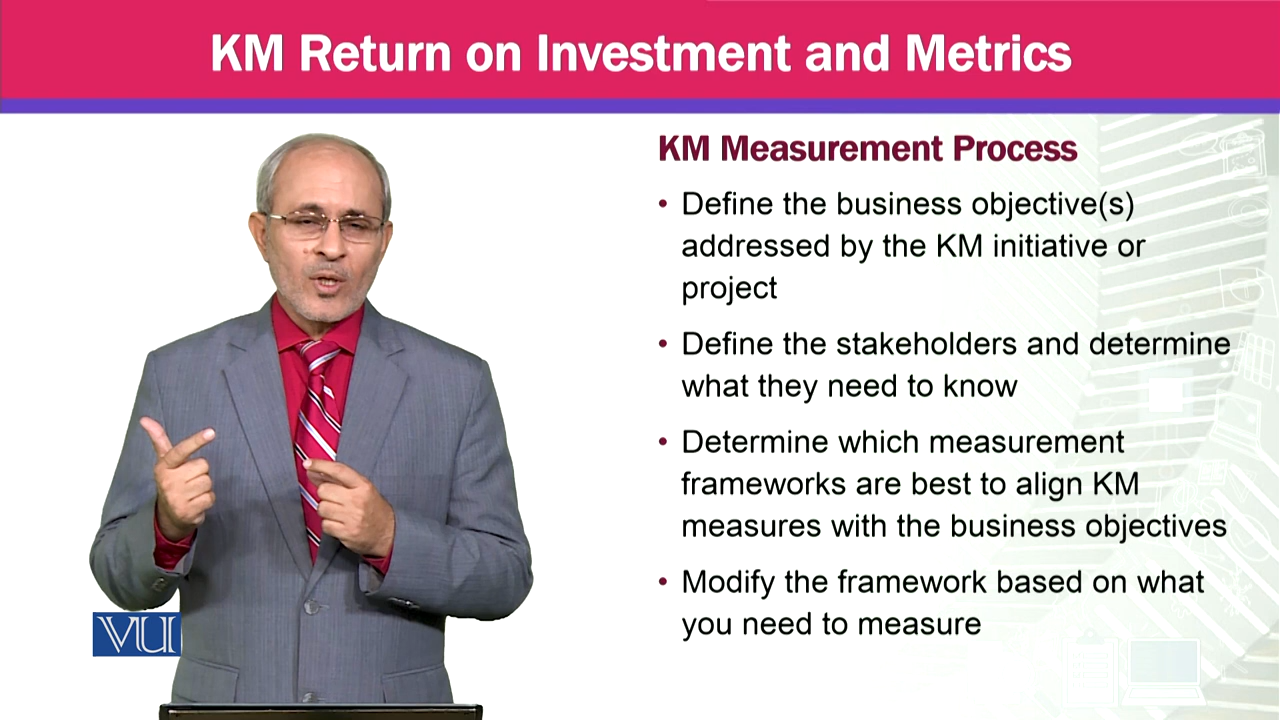 KM Return on Investment and Metrics
KM Measurement Process
• Define the business objective(s)
addressed by the KM initiative or
project
• Define the stakeholders and determine
what they need to know
• Determine which measurement
frameworks are best to align KM
measures with the business objectives
• Modify the framework based on what
you need to measure
VU